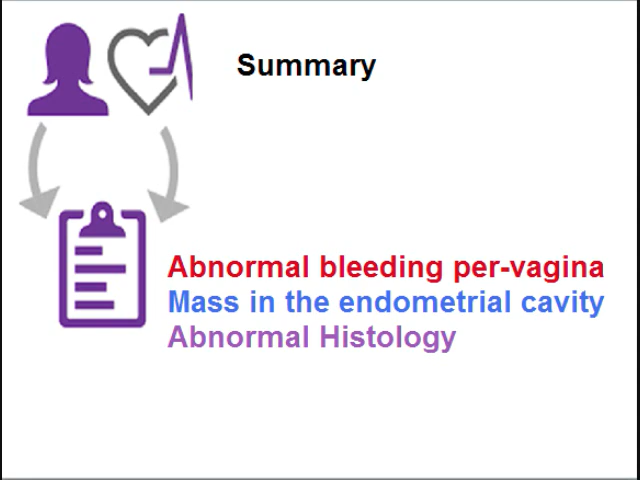 Summary
Abnormal bleeding per-vagina
Mass in the endometrial cavity
Abnormal Histology